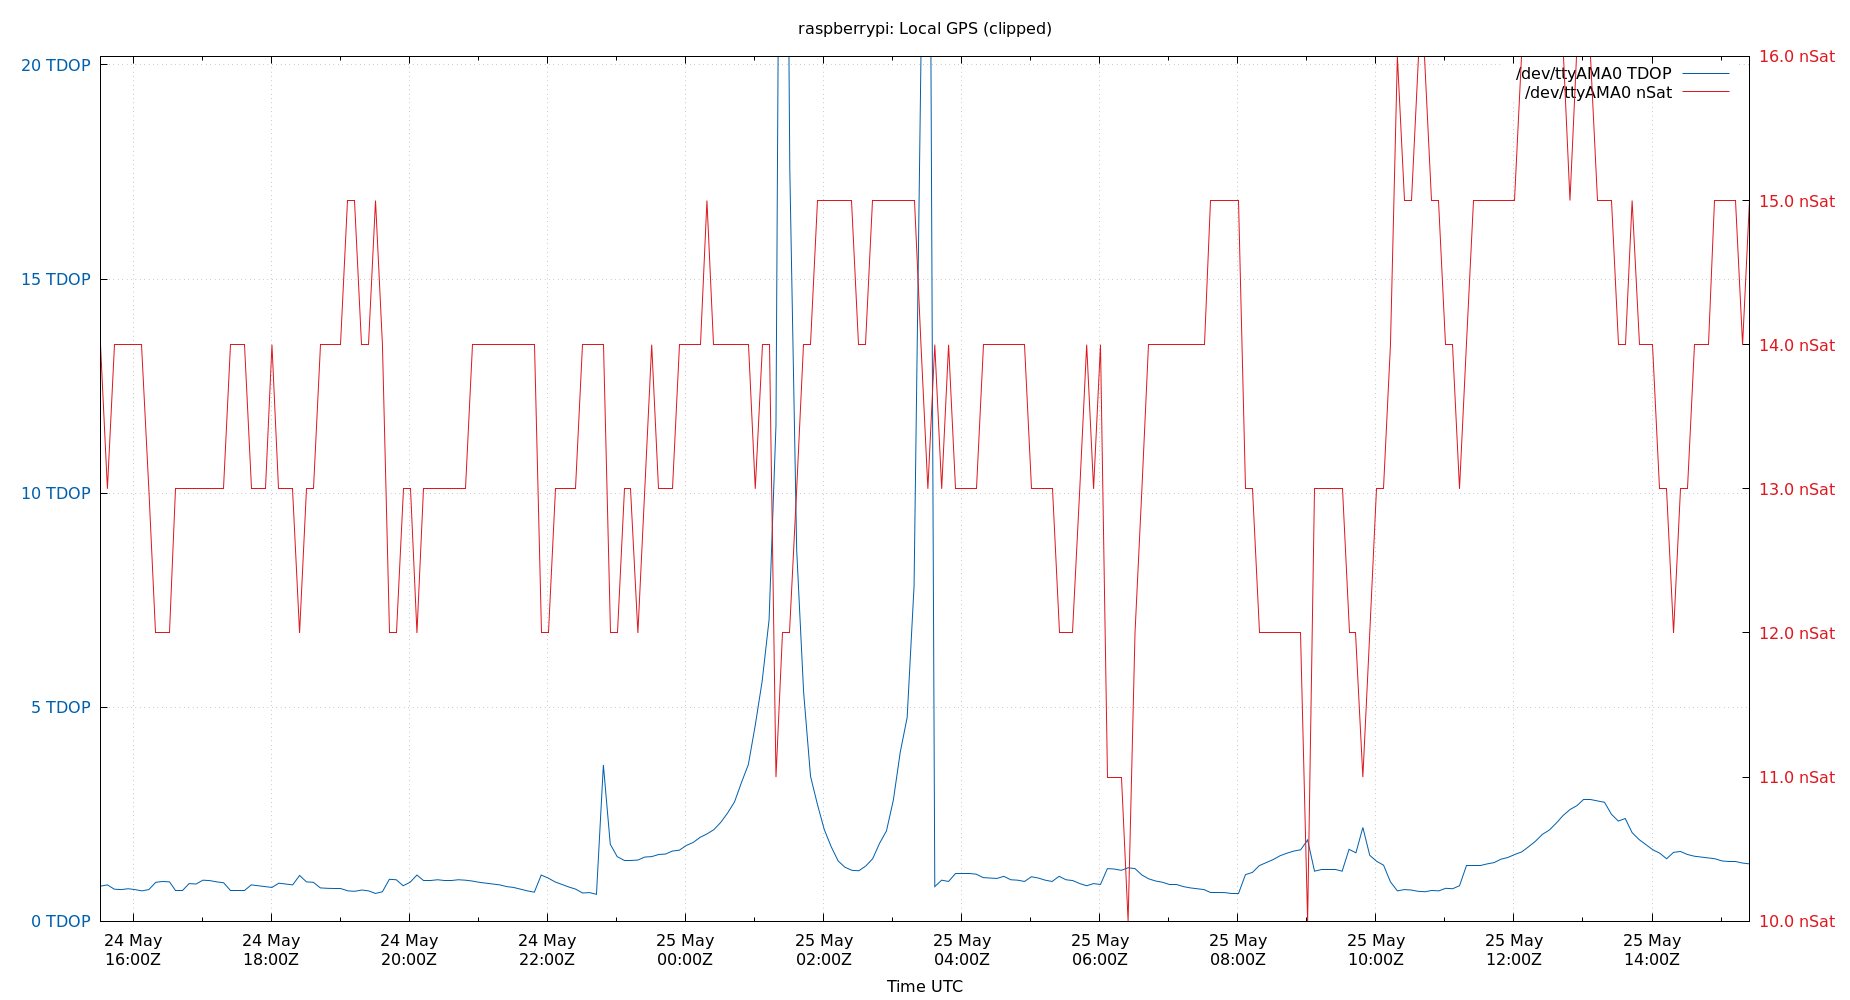 raspberrypi: Local GPS (clipped)
20 TDOP
15 TDOP
10 TDOP
5 TDOP
0 TDOP
16.0 nSat
15.0 nSat
14.0 nSat
13.0 nSat
12.0 nSat
11.0 nSat
10.0 nSat
/dev/ttyAMA0 TDOP
/dev/ttyAMA0 nSat
24 May
16:00Z
24 May
18:00Z
24 May
20:00Z
24 May
22:00Z
25 May
00:00Z
25 May
02:00Z
25 May
04:00Z
25 May
06:00Z
25 May
08:00Z
25 May
10:00Z
25 May
12:00Z
25 May
14:00Z
Time UTC